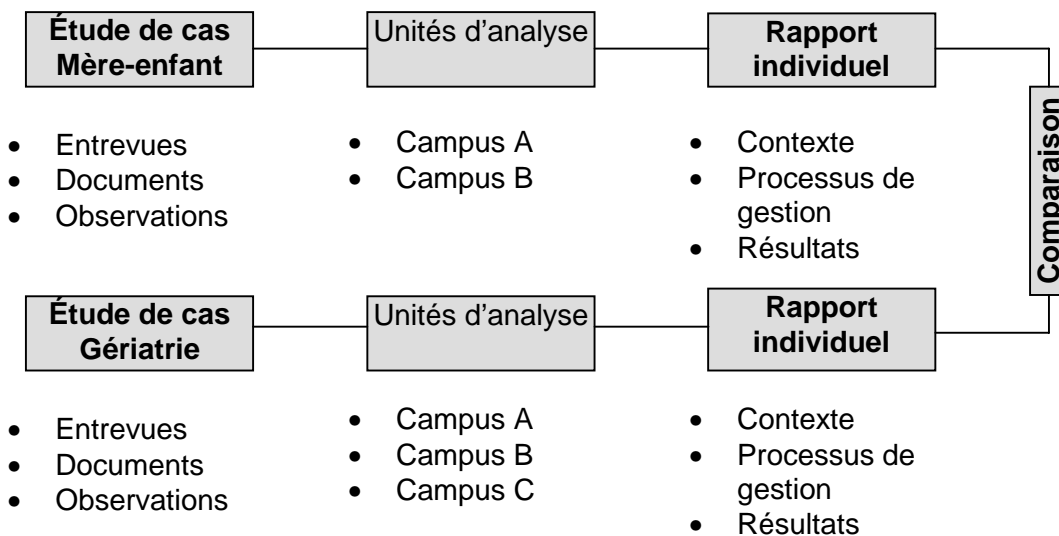 Étude de cas
Mère-enfant
Unités d'analyse
Rapport
individuel
• Entrevues
• Documents
• Observations
• Campus A
• Campus B
• Contexte
• Processus de
gestion
• Résultats
Comparaison
Étude de cas
Gériatrie
Unités d'analyse
Rapport
individuel
• Entrevues
• Documents
• Observations
• Campus A
• Campus B
• Campus C
• Contexte
• Processus de
gestion
• Résultats